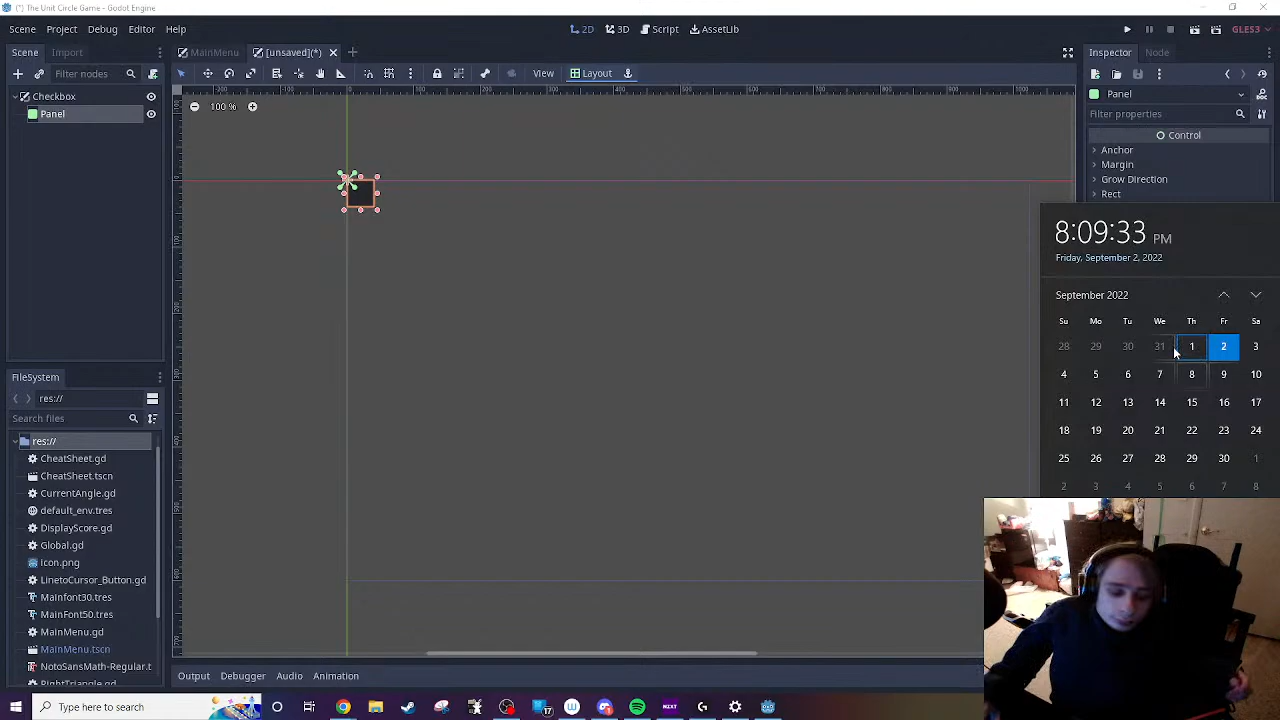 (*) The Unit Circle Game - Godot Engine
Scene Project Debug Editor Help
2D 3D Script AssetLib
GLES3
Scene Import
MainMenu [unsaved](*)
Inspector Node
Filter nodes
View Layout
Panel
Checkbox
Panel
100 %
Filter properties
Control
Anchor
Margin
Grow Direction
Rect
8:09:33 PM
Friday, September 2, 2022
September 2022
Su Mo Tu We Th Fr Sa
28 29 30 31 1 2 3
4 5 6 7 8 9 10
11 12 13 14 15 16 17
18 19 20 21 22 23 24
25 26 27 28 29 30 1
2 3 4 5 6 7 8
FileSystem
res://
Search files
res://
CheatSheet.gd
CheatSheet.tscn
CurrentAngle.gd
default_env.tres
DisplayScore.gd
Global.gd
icon.png
LinetoCursor_Button.gd
Mainfont30.tres
MainFont50.tres
MainMenu.gd
MainMenu.tscn
NotoSansMath-Regular.t
RightTriangle.gd
Output Debugger Audio Animation
Type here to search